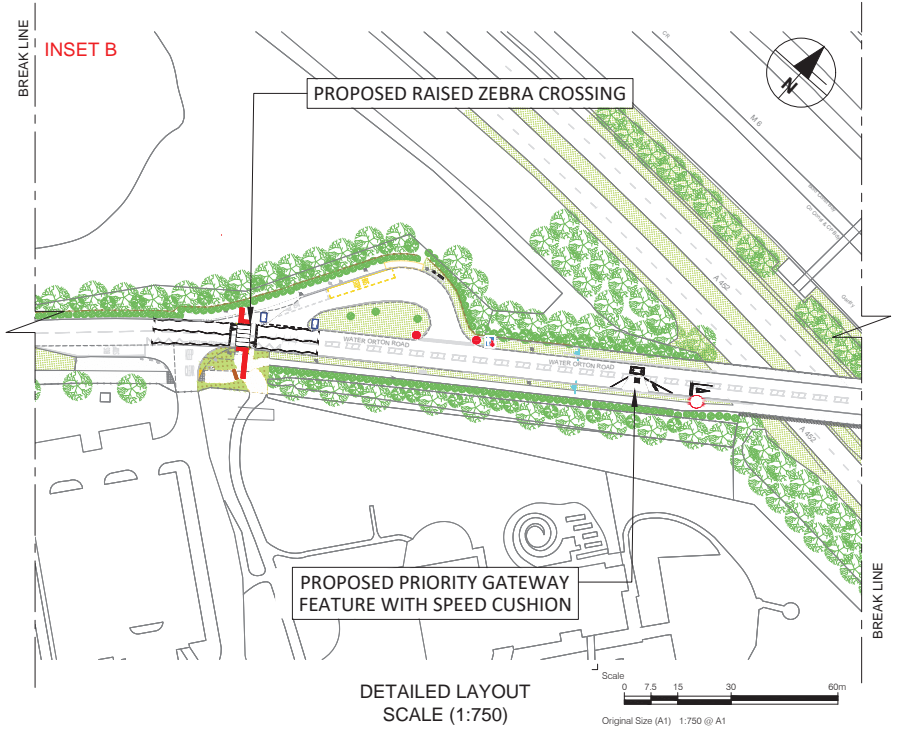 BREAK LINE
INSET B
PROPOSED RAISED ZEBRA CROSSING
N
M 6
A 452
WATER ORTON ROAD
WATER ORTON ROAD
A 452
PROPOSED PRIORITY GATEWAY
FEATURE WITH SPEED CUSHION
BREAK LINE
DETAILED LAYOUT
SCALE (1:750)
Scale
0 7.5 15 30 60m
Original Size (A1) 1:750 @ A1